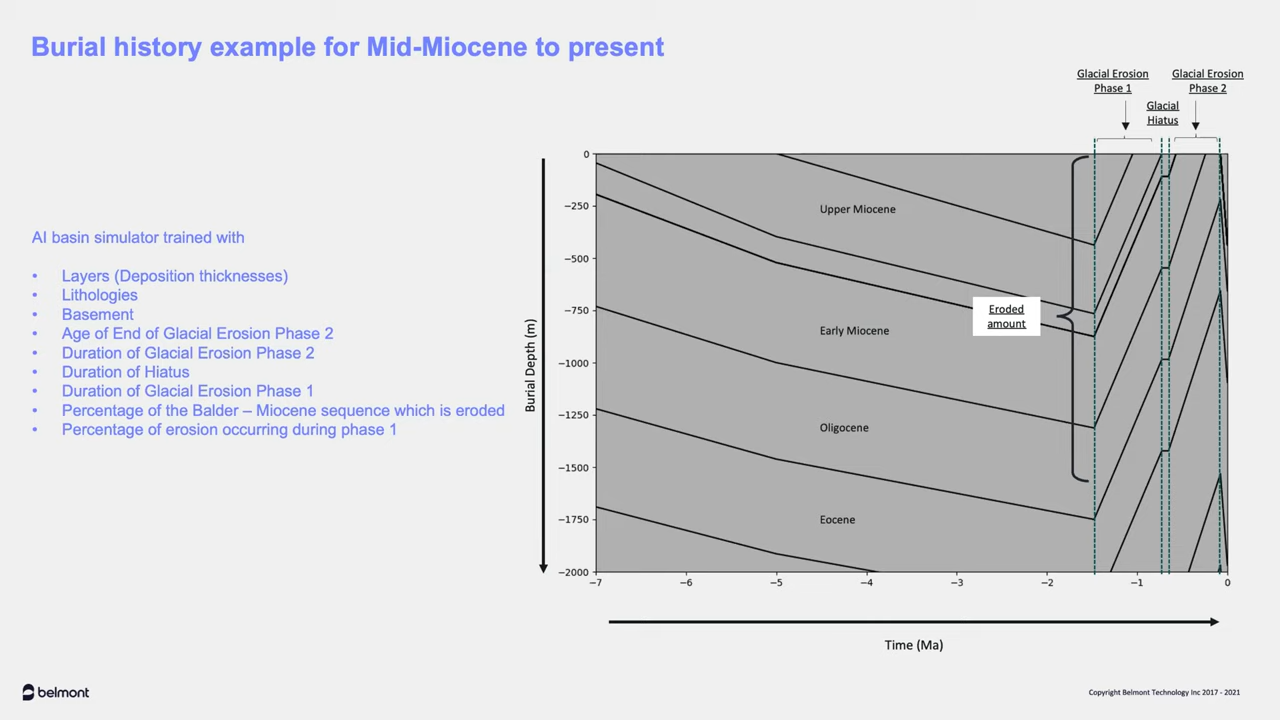 Burial history example for Mid-Miocene to present
Glacial Erosion
Phase 1
Glacial Erosion
Phase 2
Glacial
Hiatus
AI basin simulator trained with
• Layers (Deposition thicknesses)
• Lithologies
• Basement
• Age of End of Glacial Erosion Phase 2
• Duration of Glacial Erosion Phase 2
• Duration of Hiatus
• Duration of Glacial Erosion Phase 1
• Percentage of the Balder – Miocene sequence which is eroded
• Percentage of erosion occurring during phase 1
Burial Depth (m)
0
−250
−500
−750
−1000
−1250
−1500
−1750
−2000
Upper Miocene
Early Miocene
Oligocene
Eocene
Eroded
amount
−7
−6
−5
−4
−3
−2
−1
0
Time (Ma)
belmont
Copyright Belmont Technology Inc 2017 - 2021